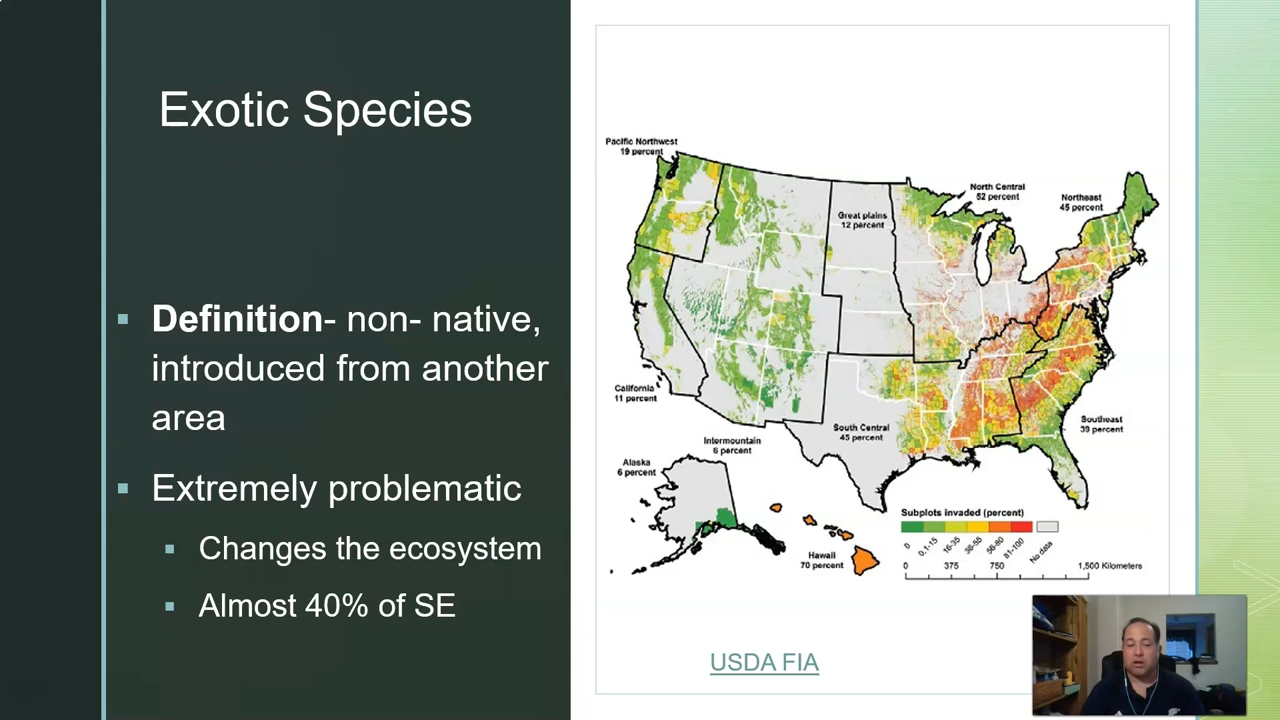 Exotic Species
Definition- non- native,
introduced from another
area
Extremely problematic
Changes the ecosystem
Almost 40% of SE
Pacific Northwest
19 percent
North Central
52 percent
Northeast
45 percent
Great plains
12 percent
California
11 percent
Intermountain
6 percent
South Central
45 percent
Southeast
39 percent
Alaska
6 percent
Hawaii
70 percent
Subplots invaded (percent)
0
0.1-15
16-35
36-55
56-80
81-100
No data
0 375 750 1,500 Kilometers
USDA FIA